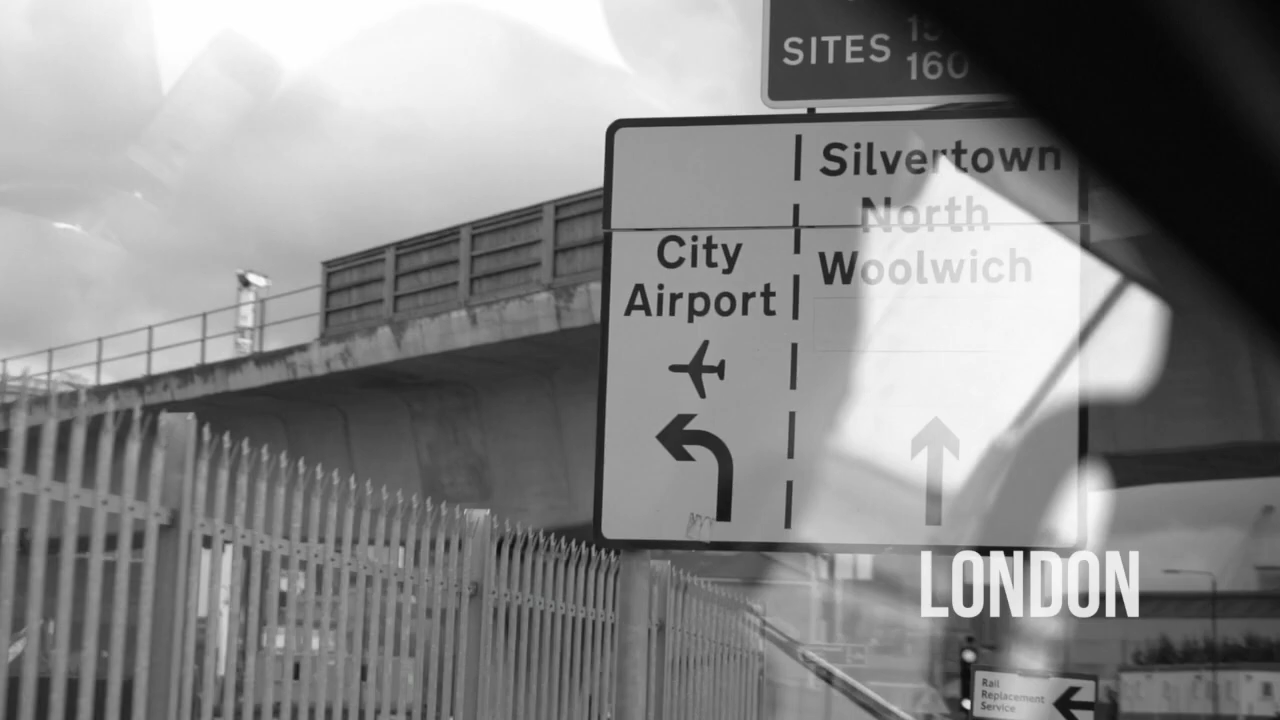 SITES
160
Silvertown
North
Woolwich
City
Airport
LONDON
Rail
Replacement
Service